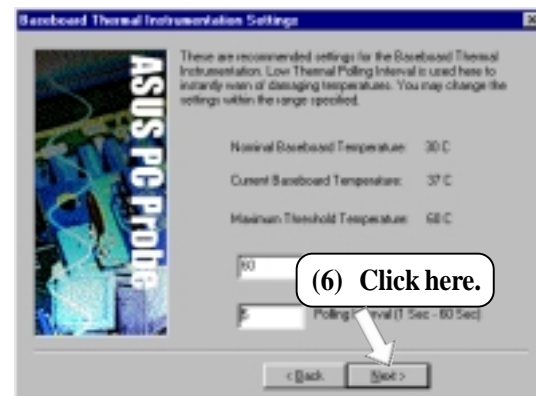 Baseboard Thermal Instrumentation Settings
ASUS PC Probe
These are recommended settings for the Baseboard Thermal
Instrumentation. Low Thermal Polling Interval is used here to
instantly warn of damaging temperatures. You may change the
settings within the range specified.
Nominal Baseboard Temperature: 30 C
Current Baseboard Temperature: 37 C
Maximum Threshold Temperature: 60 C
60
(6) Click here.
5 Polling (1 Sec - 60 Sec)
< Back Next >